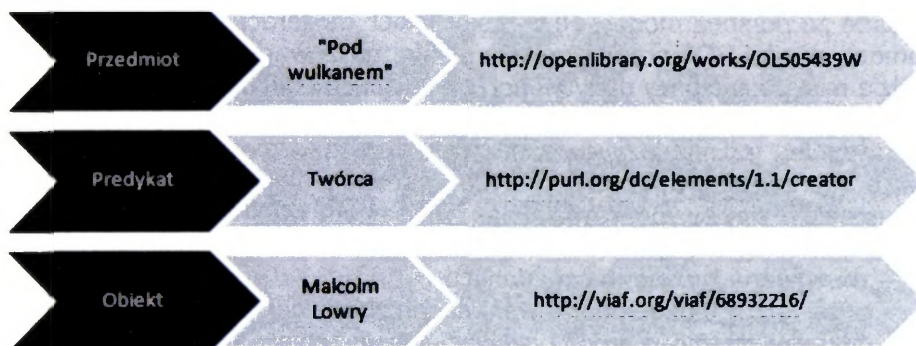 Przedmiot
"Pod
wulkanem"
http://openlibrary.org/works/OL505439W
Predykat
Twórca
http://purl.org/dc/elements/1.1/creator
Obiekt
Malcolm
Lowry
http://viaf.org/viaf/68932216/